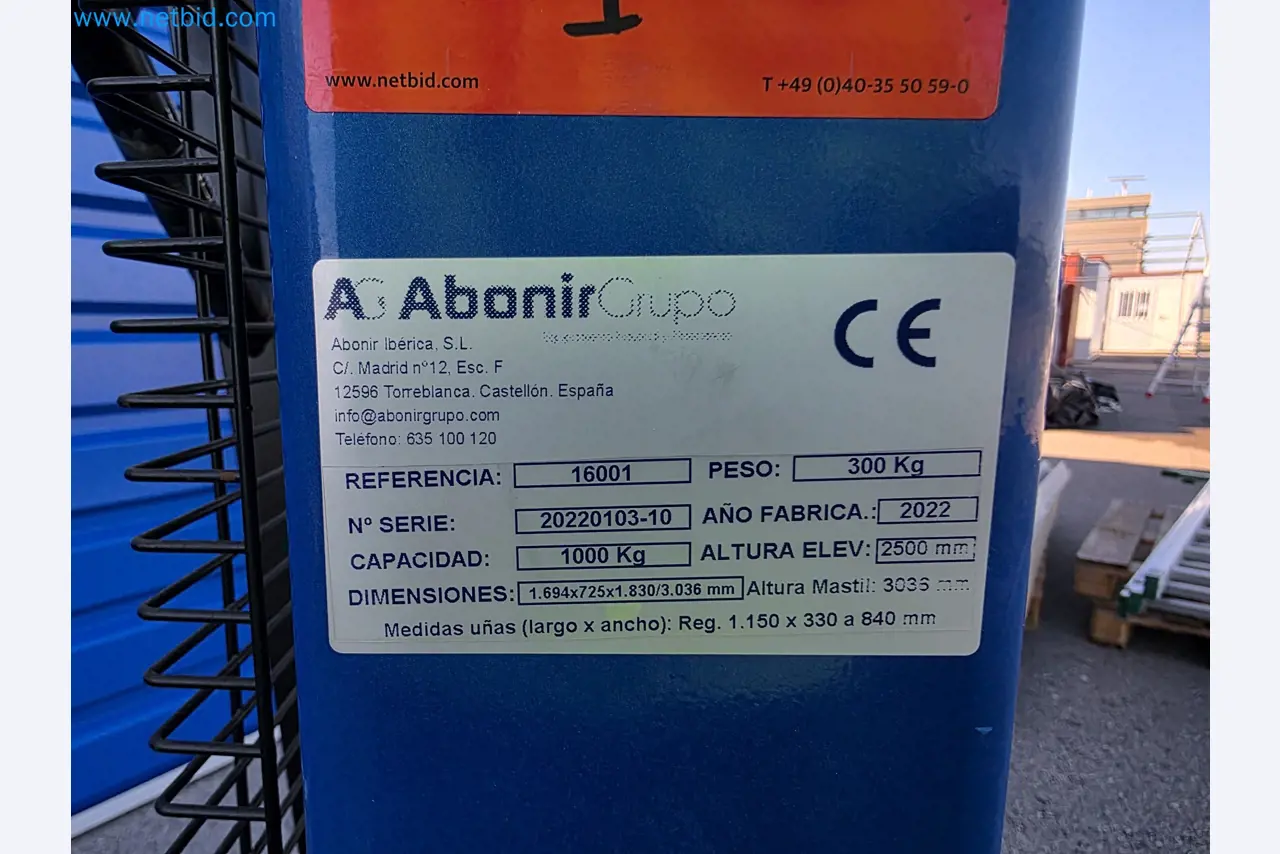 www.netbid.com
www.netbid.com T +49 (0)40-35 50 59-0
AG AbonirGrupo
Abonir Ibérica, S.L.
C/. Madrid nº12, Esc. F
12596 Torreblanca. Castellón. España
info@abonirgrupo.com
Teléfono: 635 100 120
CE
REFERENCIA: 16001 PESO: 300 Kg
Nº SERIE: 20220103-10 AÑO FABRICA.: 2022
CAPACIDAD: 1000 Kg ALTURA ELEV: 2500 mm
DIMENSIONES: 1.694x725x1.830/3.036 mm Altura Mastil: 3036 mm
Medidas uñas (largo x ancho): Reg. 1.150 x 330 a 840 mm